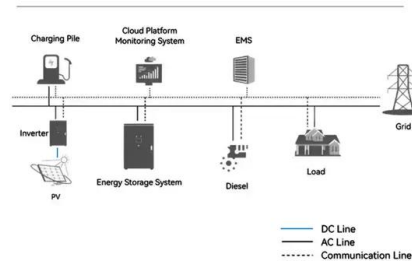 Charging Pile
Cloud Platform
Monitoring System
EMS
Grid
Inverter
PV
Energy Storage System
Diesel
Load
DC Line
AC Line
Communication Line